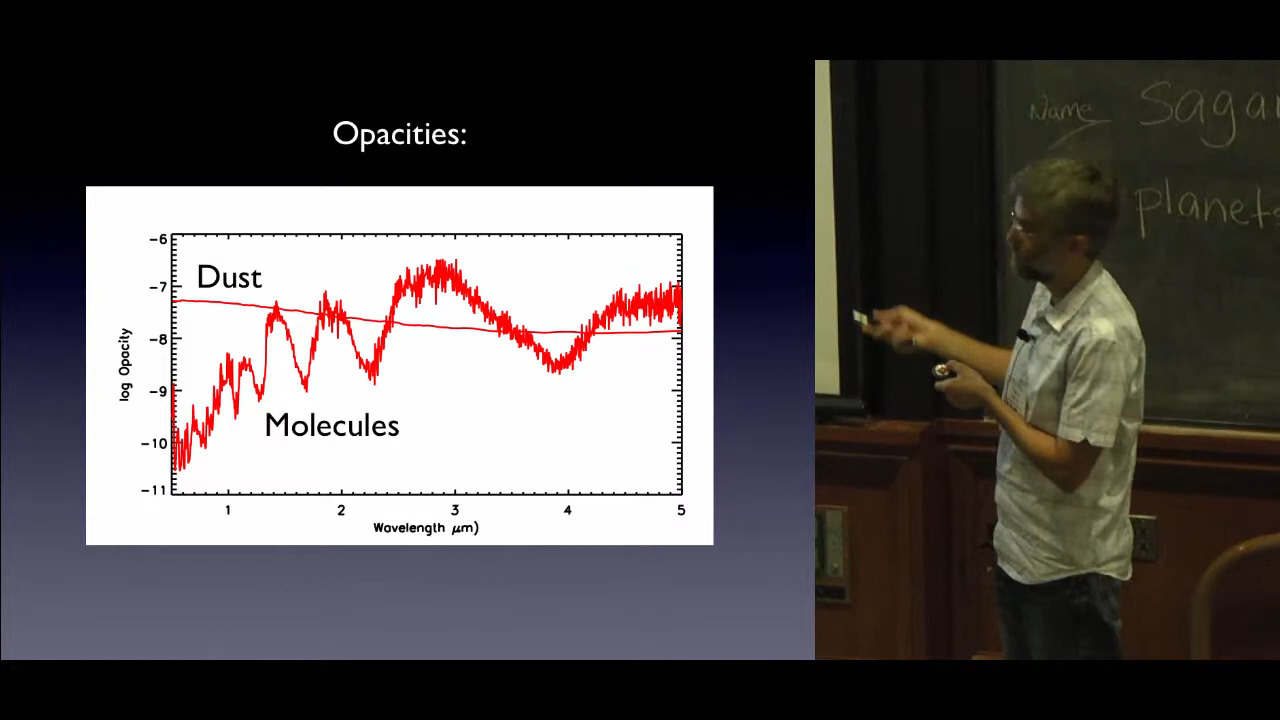 Opacities:
-6
Dust
-7
-8
-9
-10
-11
log Opacity
Molecules
1 2 3 4 5
Wavelength μm)
Name Saga
planet